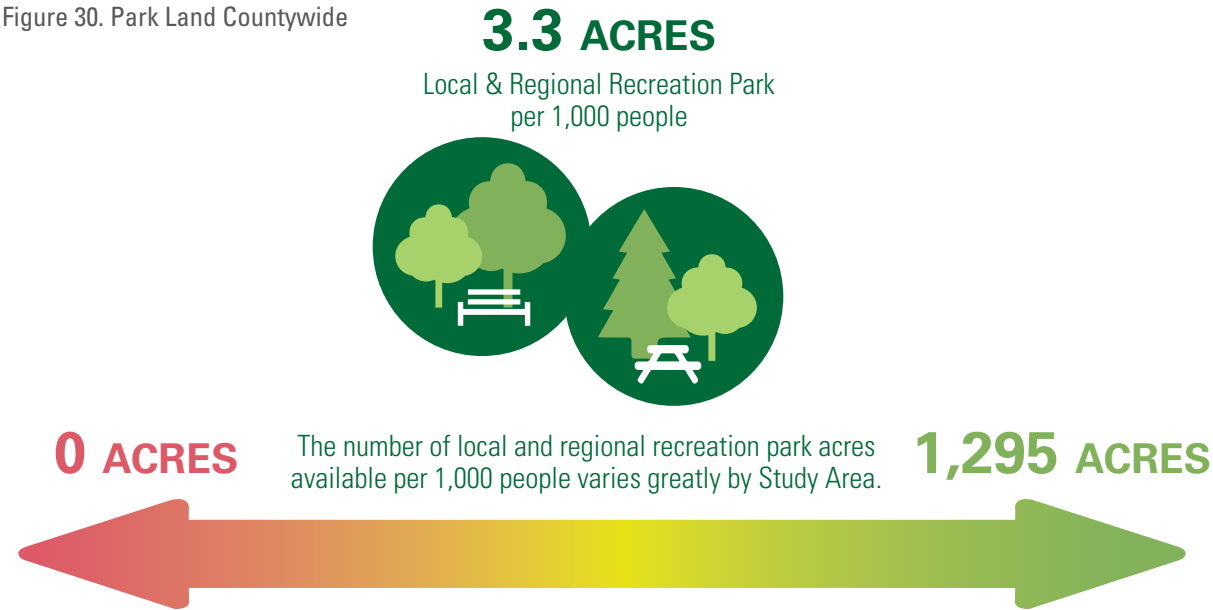 Figure 30. Park Land Countywide
3.3 ACRES
Local & Regional Recreation Park
per 1,000 people
0 ACRES
The number of local and regional recreation park acres
available per 1,000 people varies greatly by Study Area.
1,295 ACRES